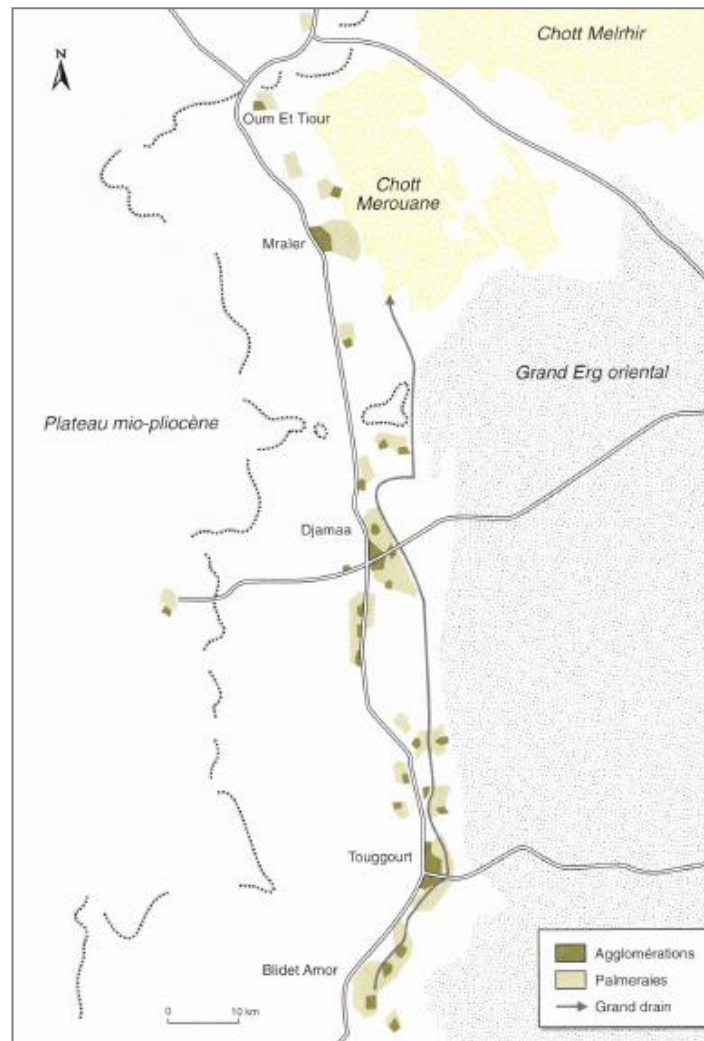 Chott Melrhir
N
Oum Et Tiour
Chott
Merouane
Mraïer
Grand Erg oriental
Plateau mio-pliocène
Djamaa
Touggourt
Blidet Amor
0 10 km
Agglomérations
Palmeraies
Grand drain